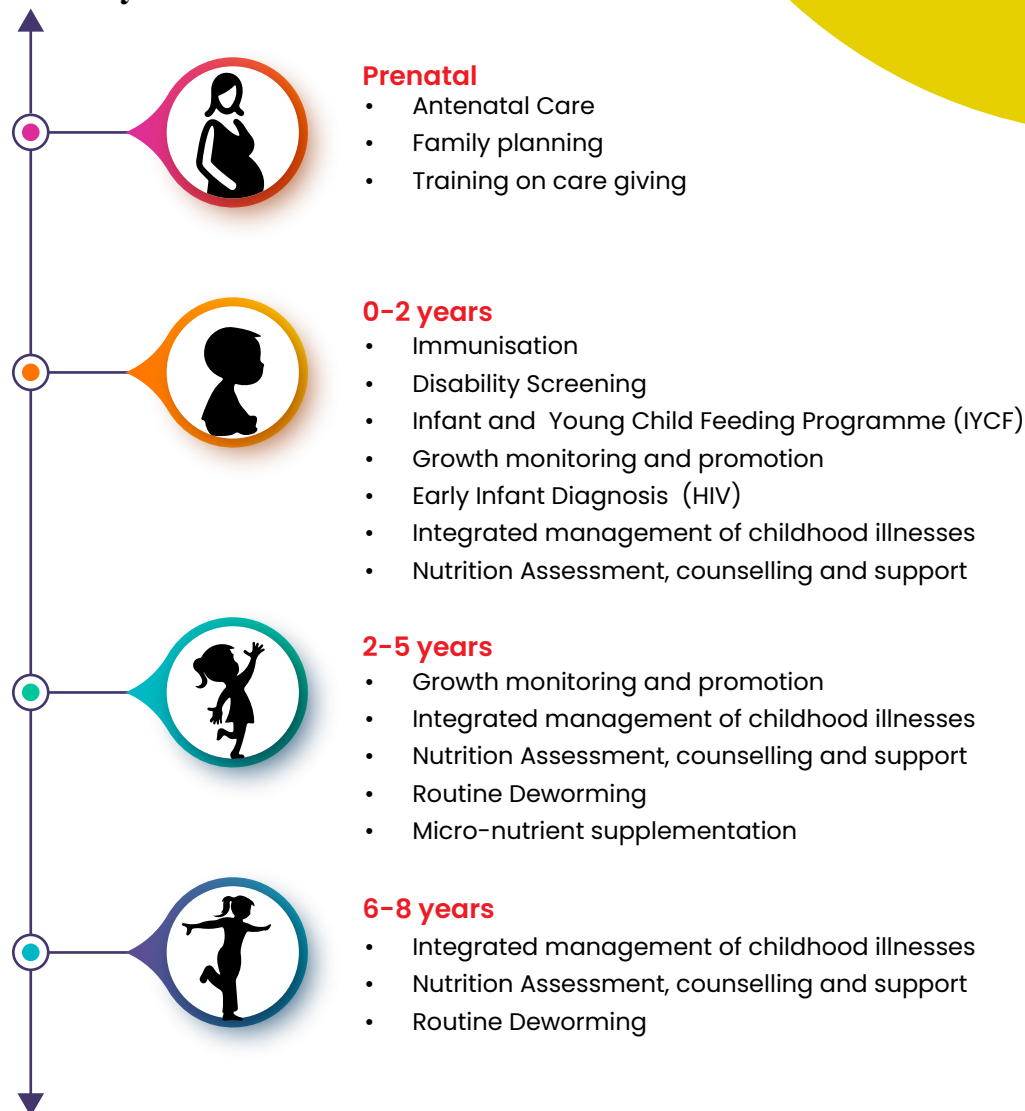 Prenatal
• Antenatal Care
• Family planning
• Training on care giving
0-2 years
• Immunisation
• Disability Screening
• Infant and Young Child Feeding Programme (IYCF)
• Growth monitoring and promotion
• Early Infant Diagnosis (HIV)
• Integrated management of childhood illnesses
• Nutrition Assessment, counselling and support
2-5 years
• Growth monitoring and promotion
• Integrated management of childhood illnesses
• Nutrition Assessment, counselling and support
• Routine Deworming
• Micro-nutrient supplementation
6-8 years
• Integrated management of childhood illnesses
• Nutrition Assessment, counselling and support
• Routine Deworming